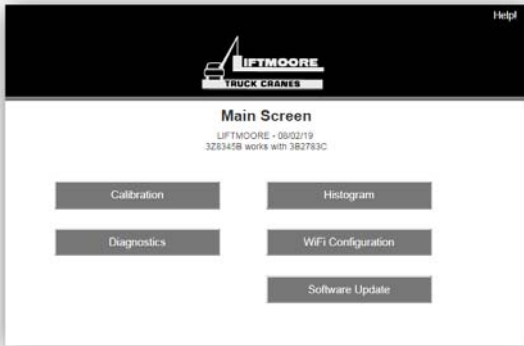 Help!
LIFTMOORE
TRUCK CRANES
Main Screen
LIFTMOORE - 08/02/19
3Z8345B works with 3B2783C
Calibration
Histogram
Diagnostics
WiFi Configuration
Software Update